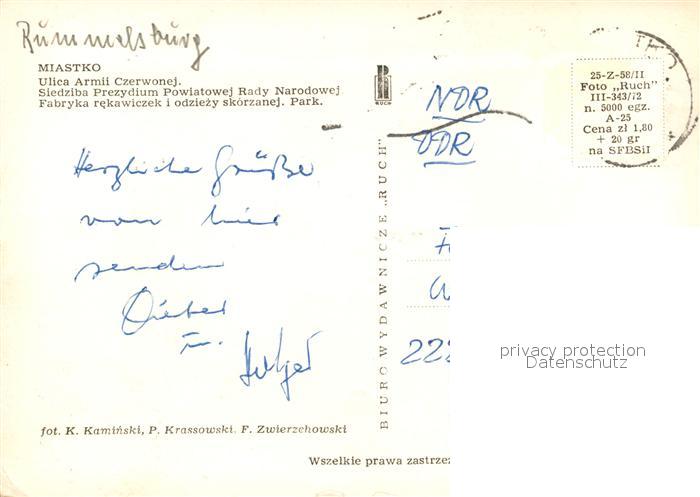 Rummelsburg
MIASTKO
Ulica Armii Czerwonej.
Siedziba Prezydium Powiatowej Rady Narodowej
Fabryka rękawiczek i odzieży skórzanej. Park.
RUCH
25-Z-58/II
Foto „Ruch"
III-343/72
n. 5000 egz.
A-25
Cena zł 1,80
+ 20 gr
na SFBSiI
NDR
DDR
Herzliche Grüße
von hier
senden
Dieter
222
BIURO WYDAWNICZE „RUCH"
privacy protection
Datenschutz
fot. K. Kamiński, P. Krassowski, F. Zwierzchowski
Wszelkie prawa zastrze